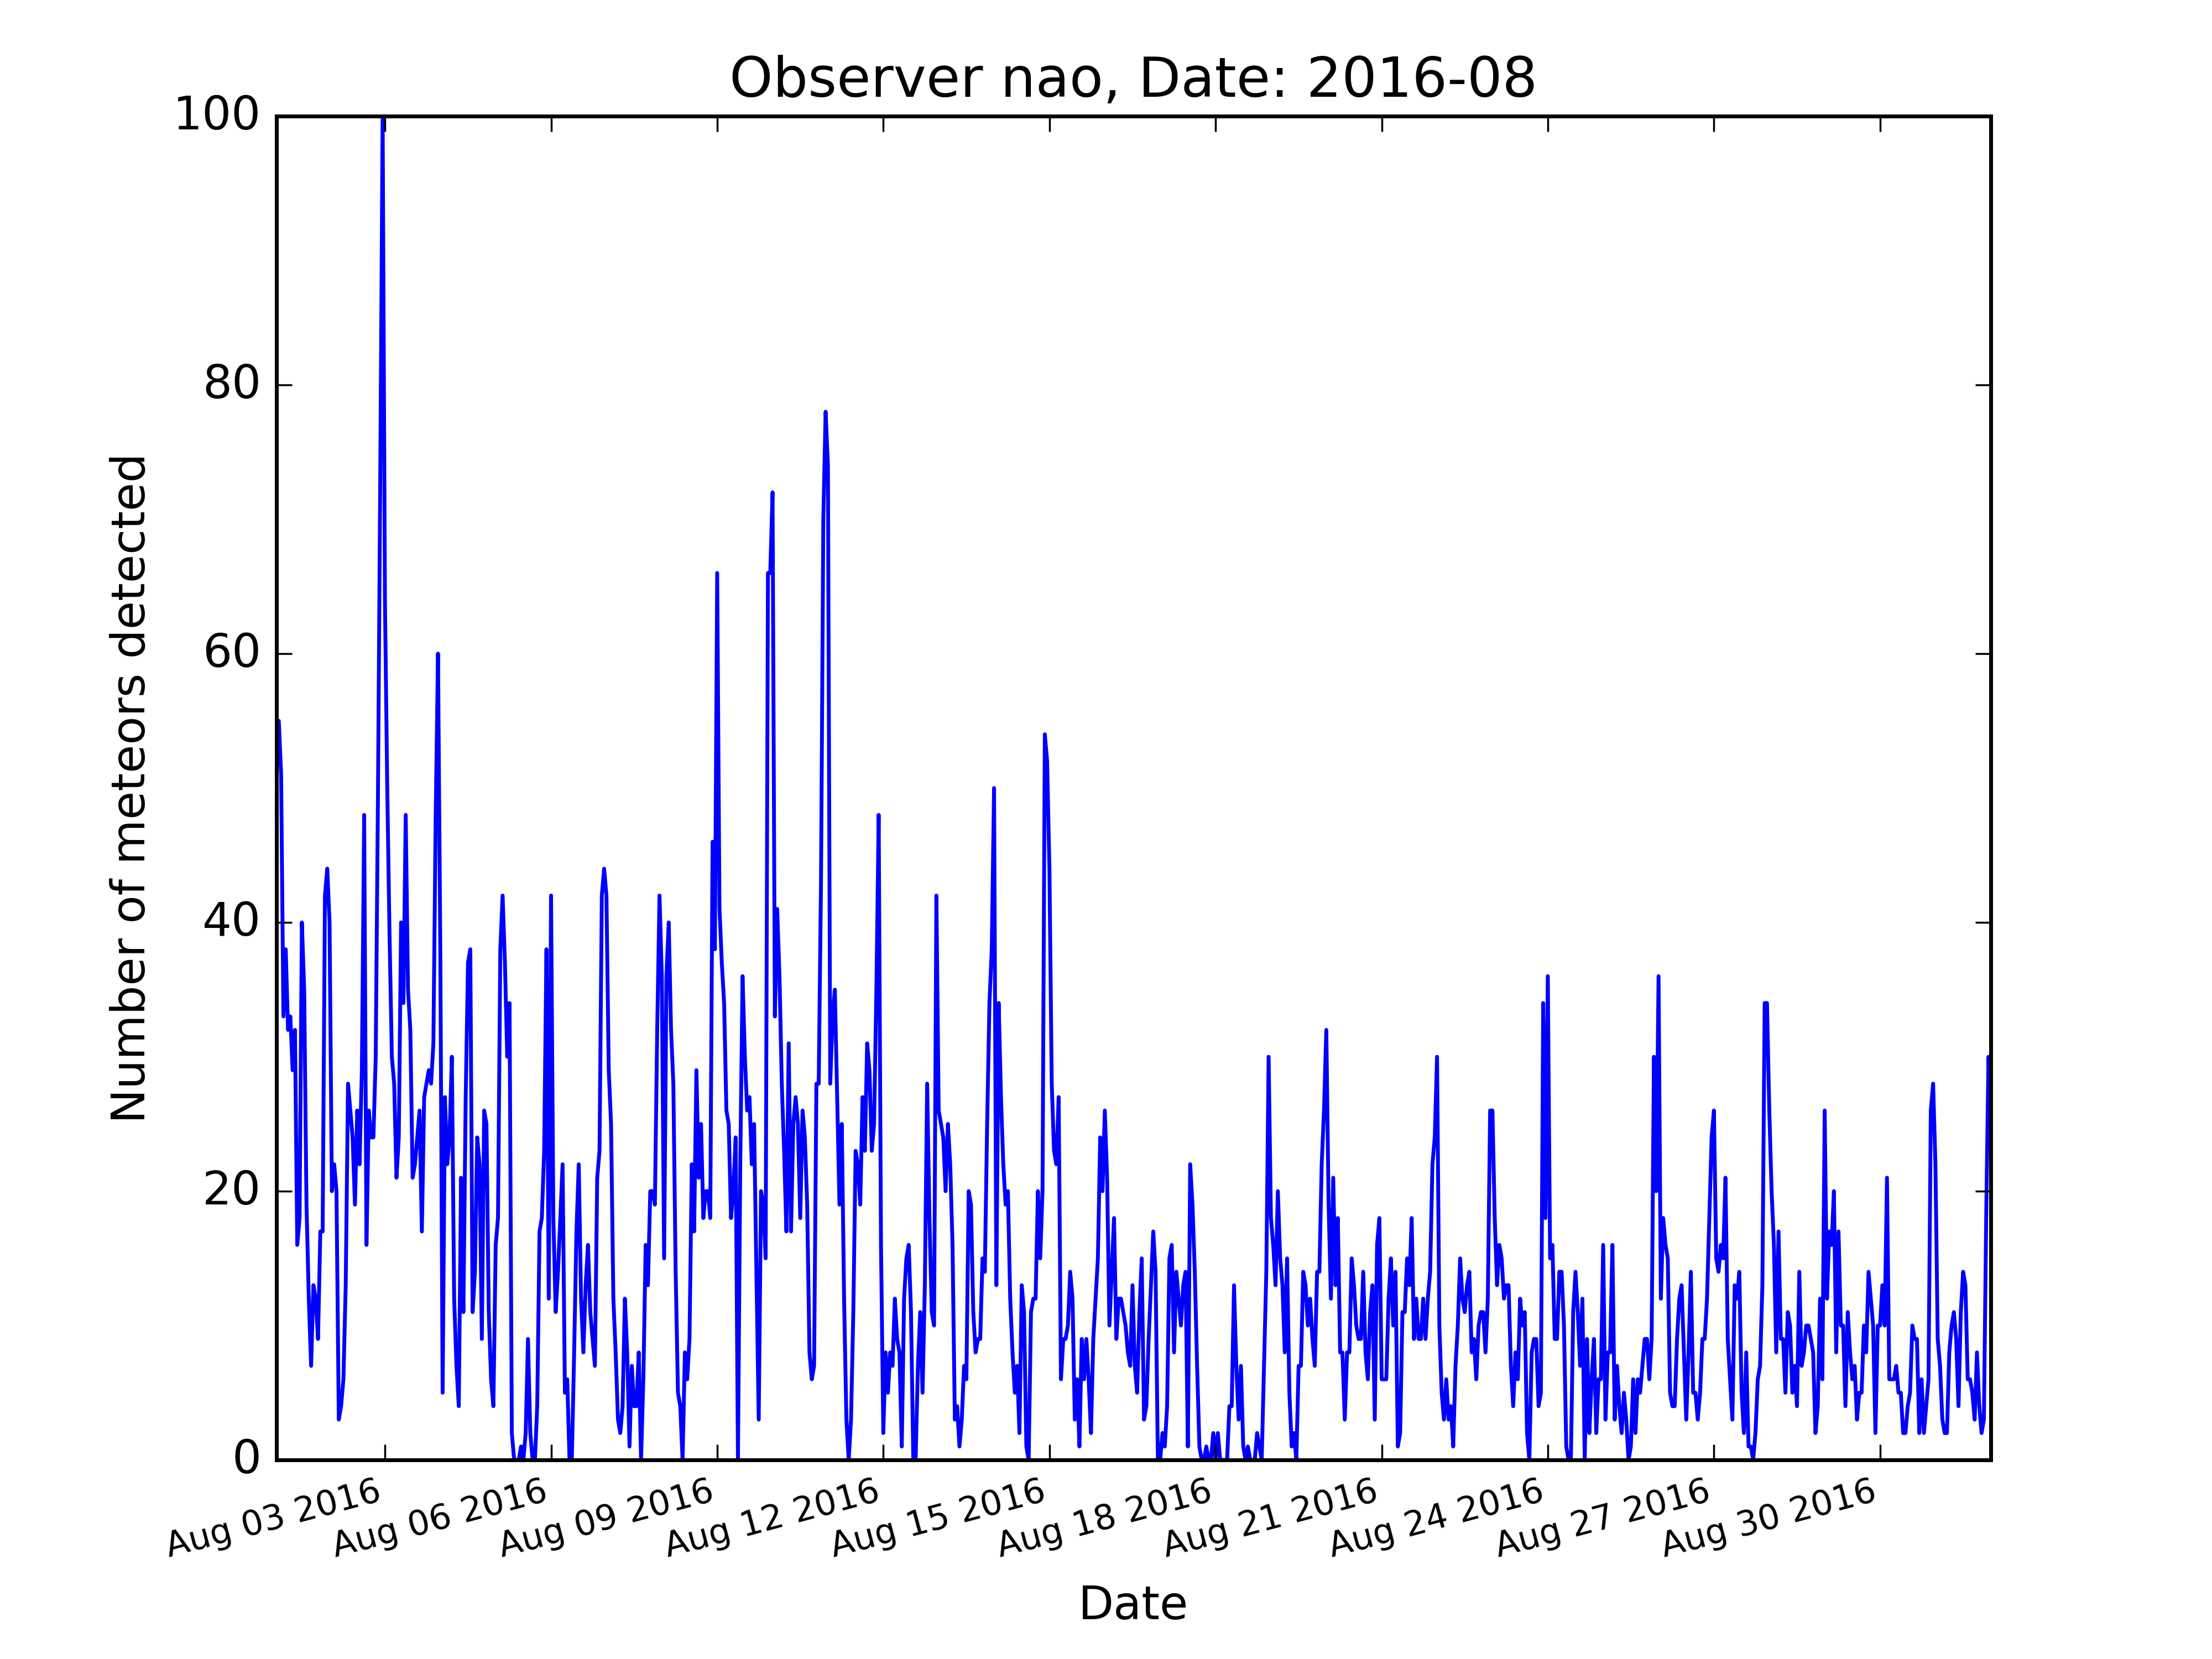 Observer nao, Date: 2016-08
Number of meteors detected
100
80
60
40
20
0
Aug 03 2016
Aug 06 2016
Aug 09 2016
Aug 12 2016
Aug 15 2016
Aug 18 2016
Aug 21 2016
Aug 24 2016
Aug 27 2016
Aug 30 2016
Date